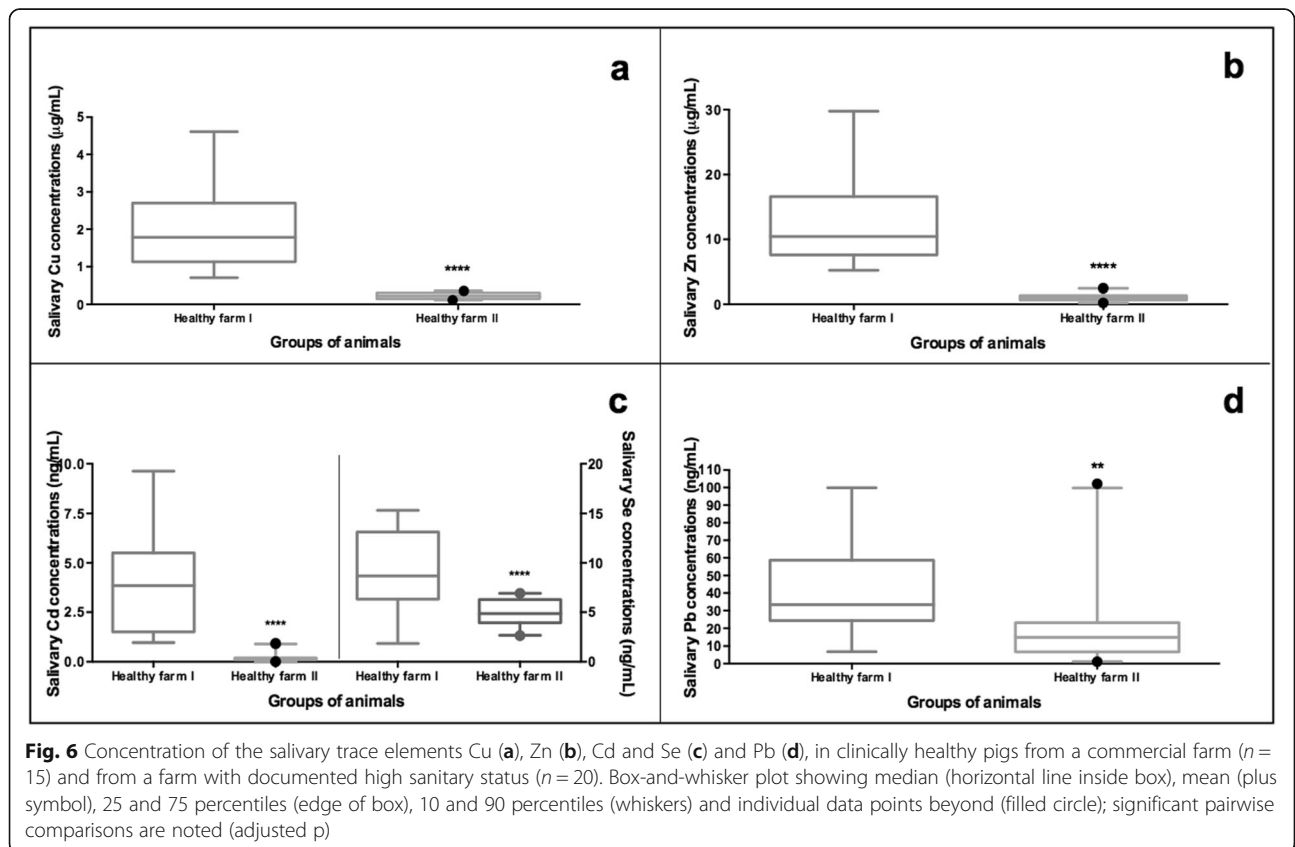 a
Salivary Cu concentrations (µg/mL)
5
4
3
2
1
0
****
Healthy farm I
Healthy farm II
Groups of animals
b
Salivary Zn concentrations (µg/mL)
30
20
10
0
****
Healthy farm I
Healthy farm II
Groups of animals
c
Salivary Cd concentrations (ng/mL)
10.0
7.5
5.0
2.5
0.0
****
****
Salivary Se concentrations (ng/mL)
20
15
10
5
0
Healthy farm I
Healthy farm II
Healthy farm I
Healthy farm II
Groups of animals
d
Salivary Pb concentrations (ng/mL)
110
100
90
80
70
60
50
40
30
20
10
0
**
Healthy farm I
Healthy farm II
Groups of animals
Fig. 6 Concentration of the salivary trace elements Cu (a), Zn (b), Cd and Se (c) and Pb (d), in clinically healthy pigs from a commercial farm (n =
15) and from a farm with documented high sanitary status (n = 20). Box-and-whisker plot showing median (horizontal line inside box), mean (plus
symbol), 25 and 75 percentiles (edge of box), 10 and 90 percentiles (whiskers) and individual data points beyond (filled circle); significant pairwise
comparisons are noted (adjusted p)